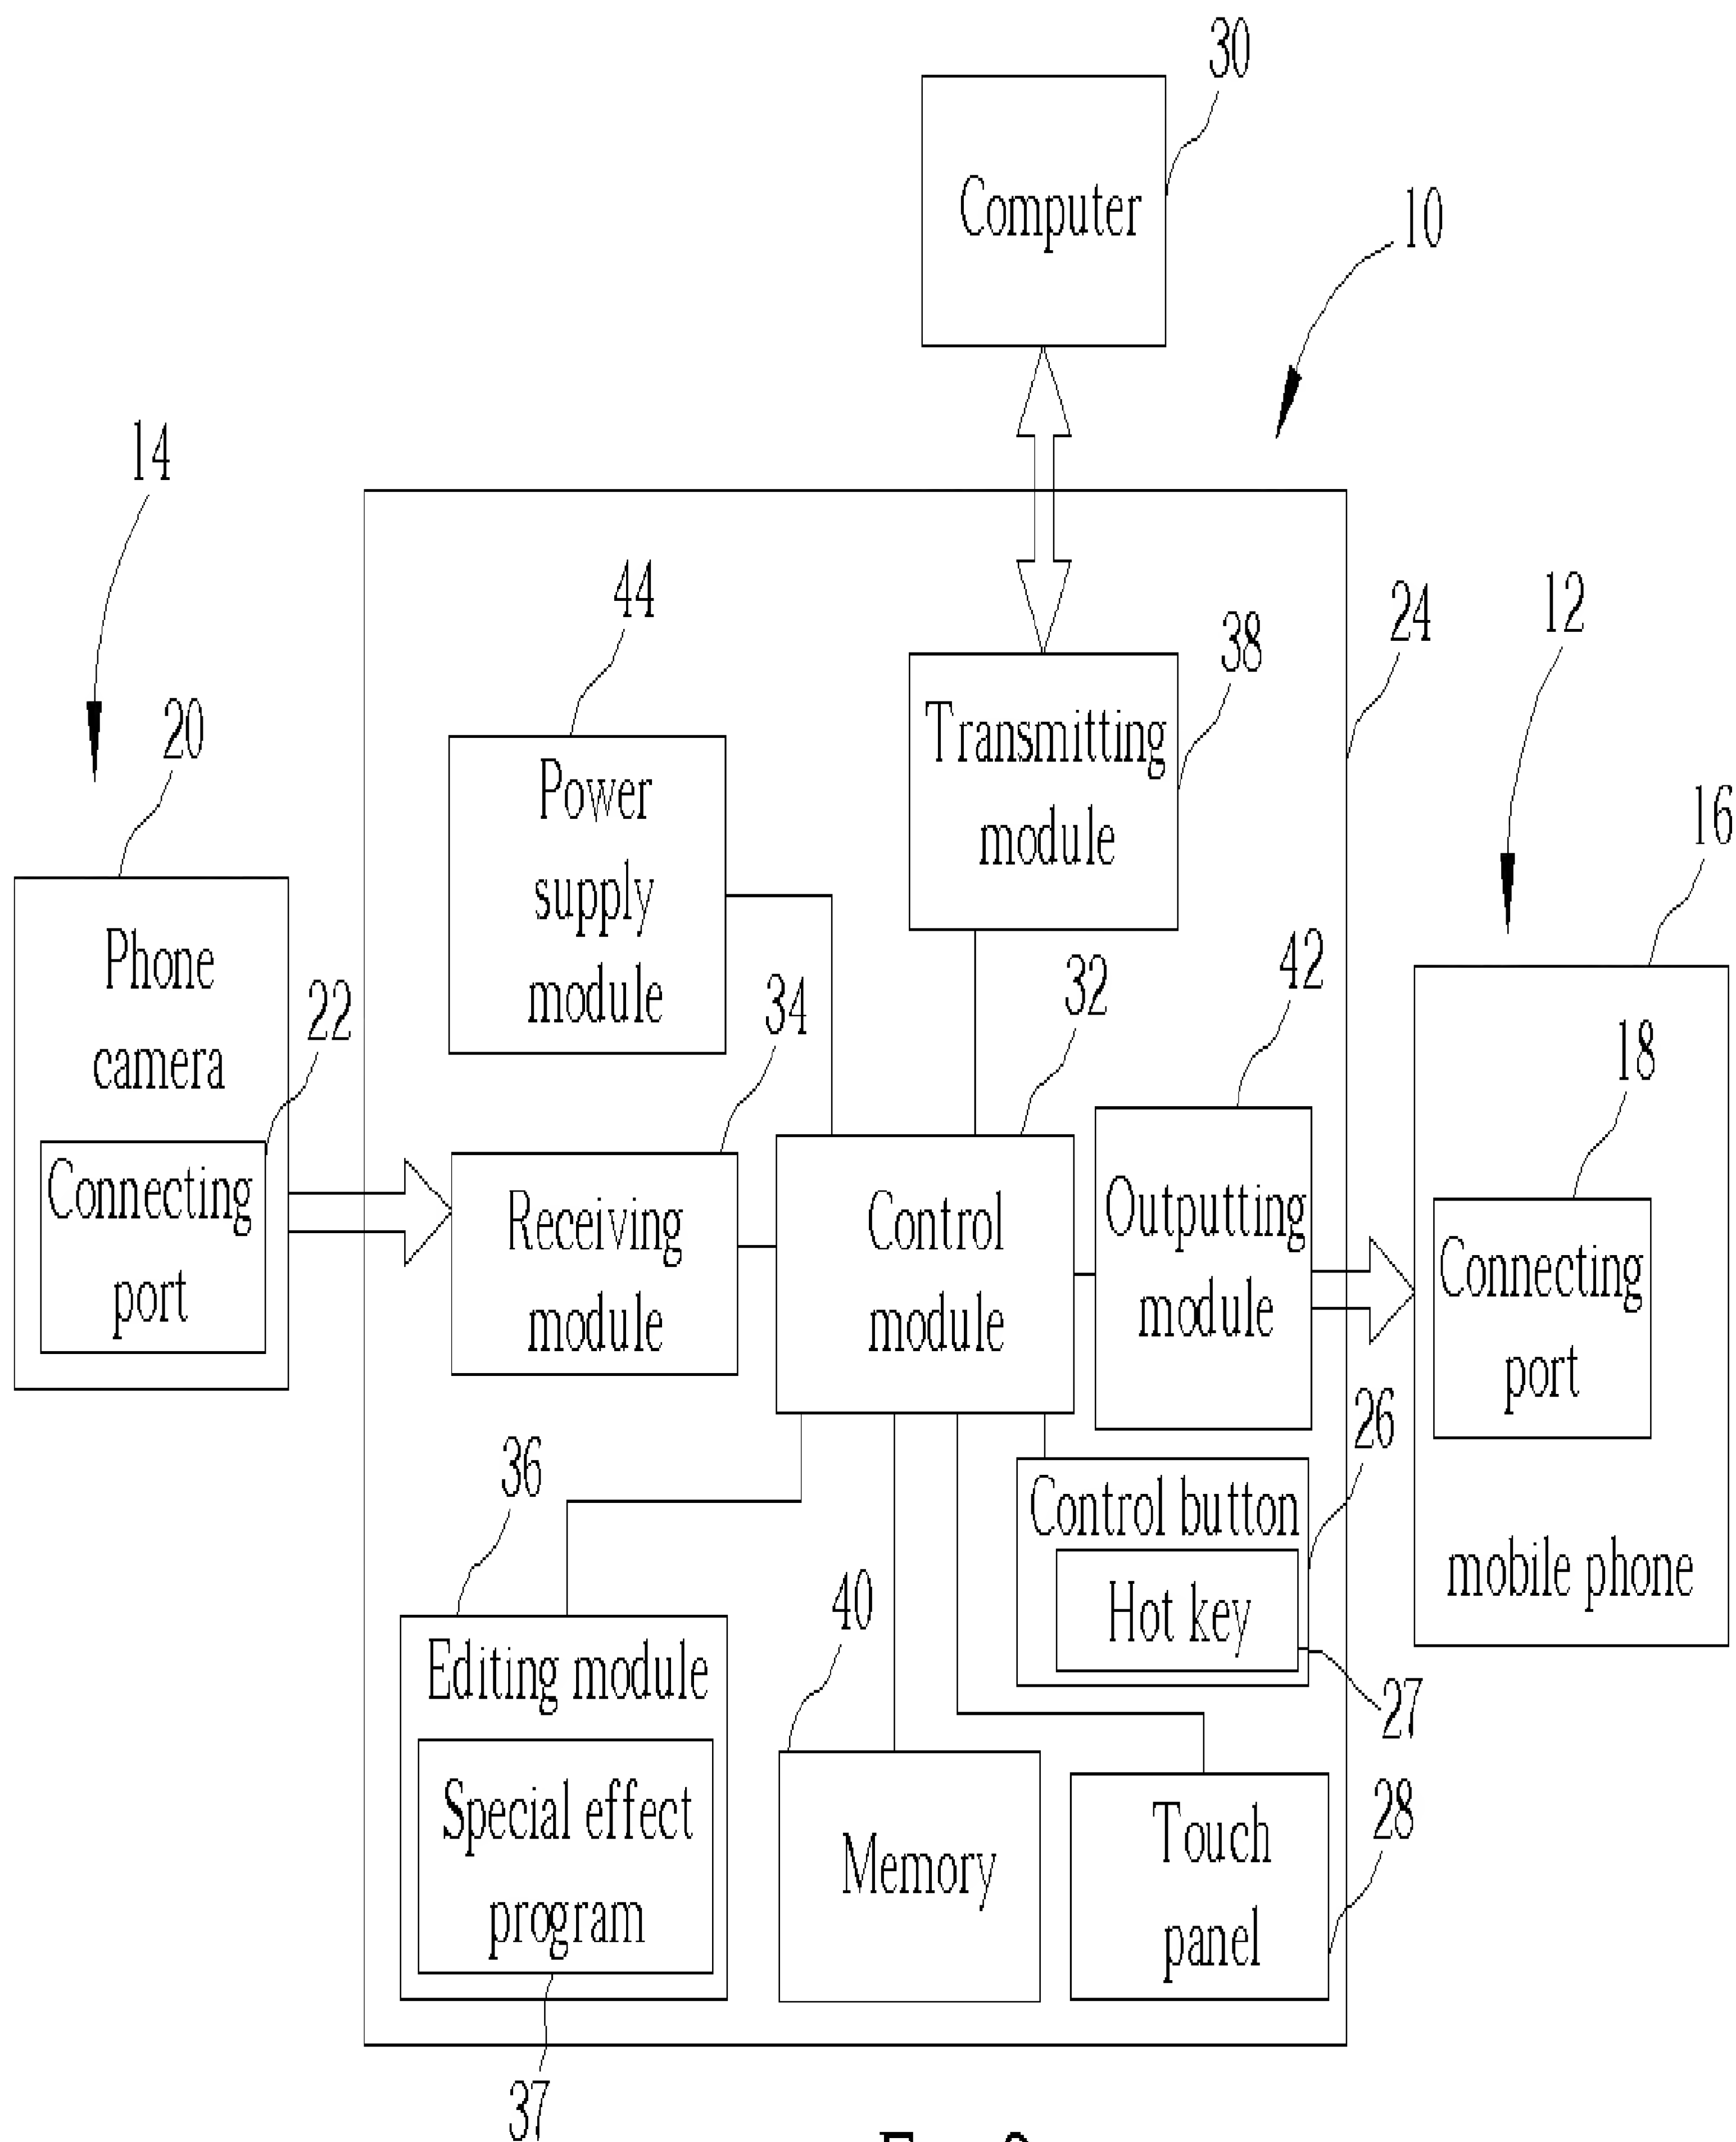 30
Computer
10
14
44
24
12
38
20
Transmitting
module
Power
supply
module
16
Phone
camera
22
34
32
42
18
Connecting
port
Receiving
module
Control
module
Outputting
module
Connecting
port
26
36
Control button
Hot key
mobile phone
40
27
Editing module
Special effect
program
Memory
Touch
panel
28
37